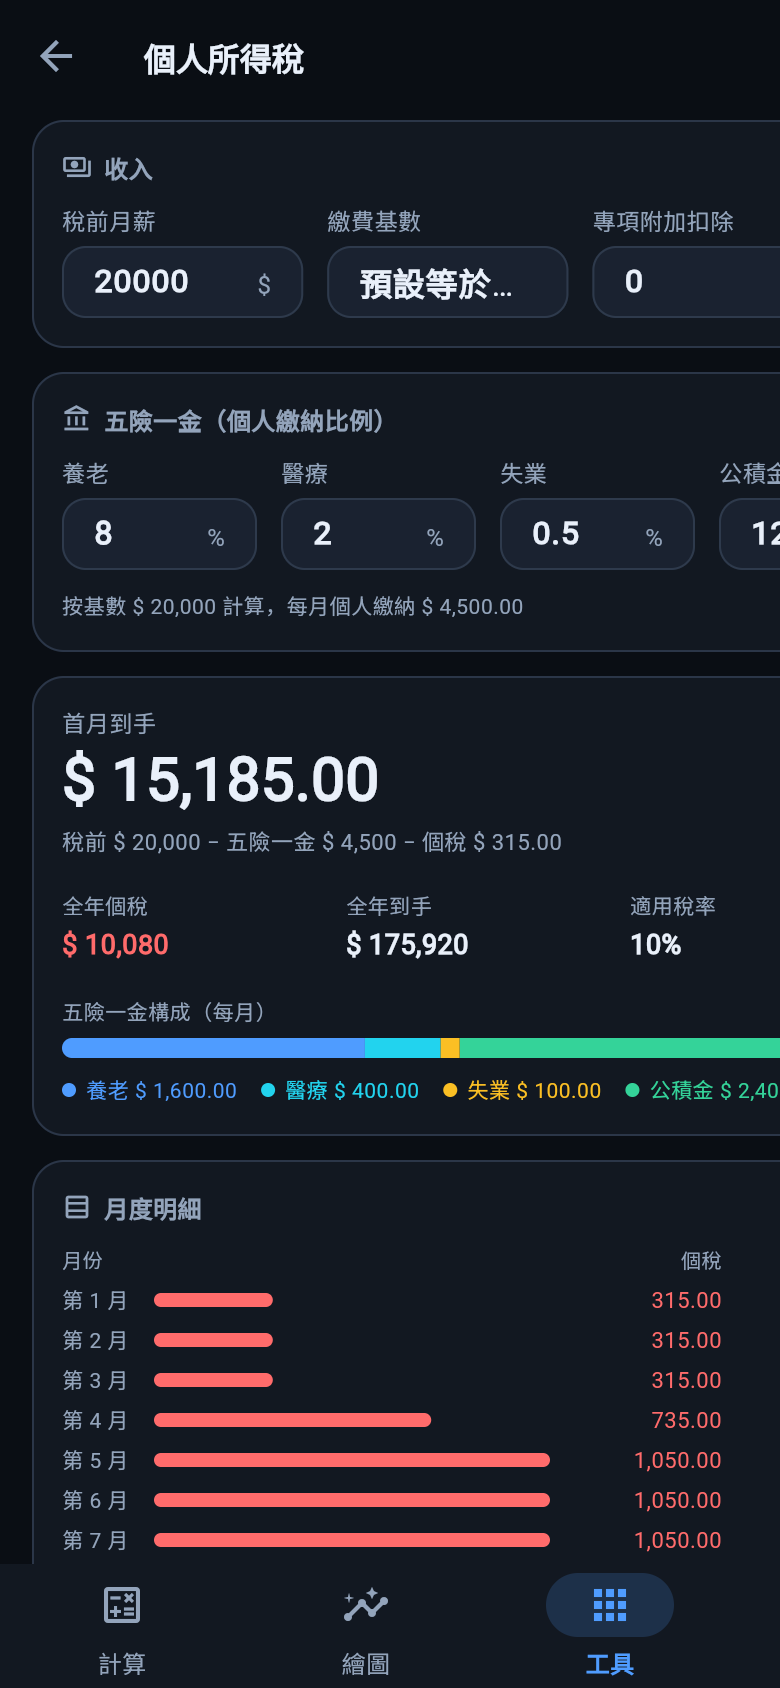 個人所得稅
收入
稅前月薪 繳費基數 專項附加扣除
20000 $ 預設等於... 0
五險一金（個人繳納比例）
養老 醫療 失業 公積金
8 % 2 % 0.5 % 12
按基數 $ 20,000 計算，每月個人繳納 $ 4,500.00
首月到手
$ 15,185.00
稅前 $ 20,000 − 五險一金 $ 4,500 − 個稅 $ 315.00
全年個稅 全年到手 適用稅率
$ 10,080 $ 175,920 10%
五險一金構成（每月）
養老 $ 1,600.00 醫療 $ 400.00 失業 $ 100.00 公積金 $ 2,40
月度明細
月份 個稅
第 1 月 315.00
第 2 月 315.00
第 3 月 315.00
第 4 月 735.00
第 5 月 1,050.00
第 6 月 1,050.00
第 7 月 1,050.00
計算 繪圖 工具